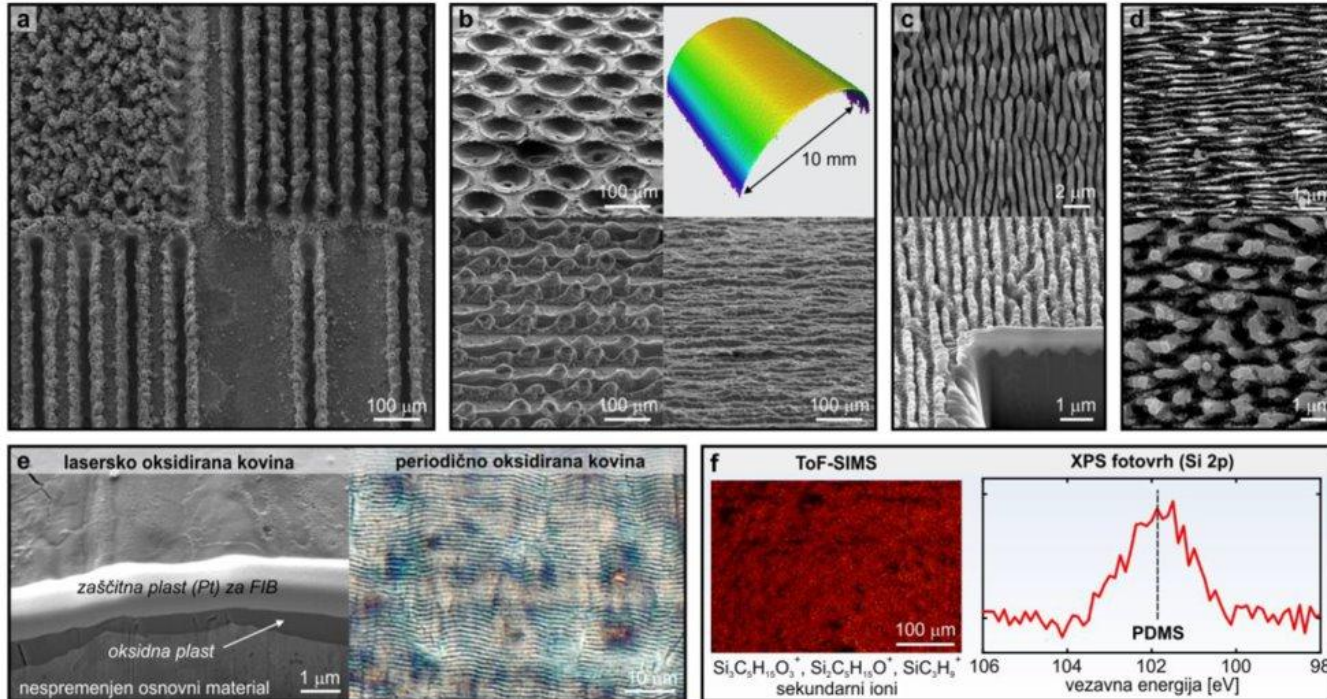 a
100 μm
b
10 mm
100 μm
100 μm
100 μm
c
2 μm
1 μm
d
1 μm
1 μm
e
lasersko oksidirana kovina
periodično oksidirana kovina
zaščitna plast (Pt) za FIB
oksidna plast
nespremenjen osnovni material
1 μm
10 μm
f
ToF-SIMS
XPS fotovrh (Si 2p)
100 μm
PDMS
Si₃C₅H₁₅O₃⁺, Si₂C₅H₁₅O⁺, SiC₃H₉⁺
sekundarni ioni
106 104 102 100 98
vezavna energija [eV]